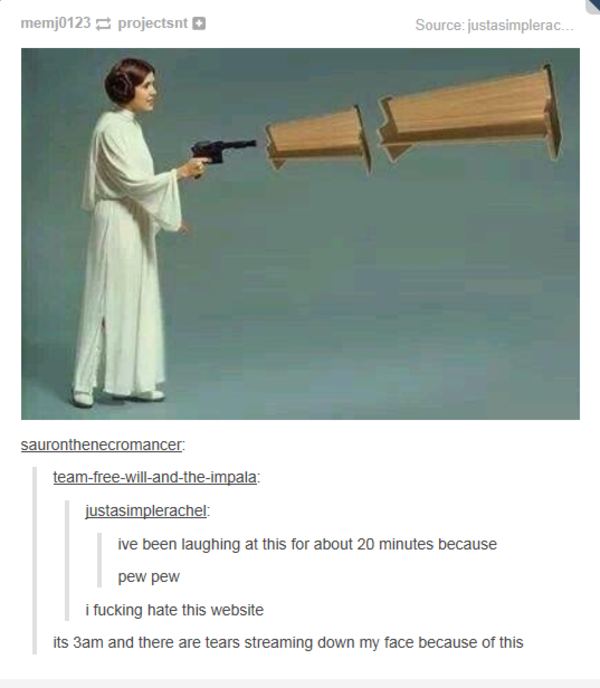 memj0123 projectsnt
Source: justasimplerac...
sauronthenecromancer:
team-free-will-and-the-impala:
justasimplerachel:
ive been laughing at this for about 20 minutes because
pew pew
i fucking hate this website
its 3am and there are tears streaming down my face because of this